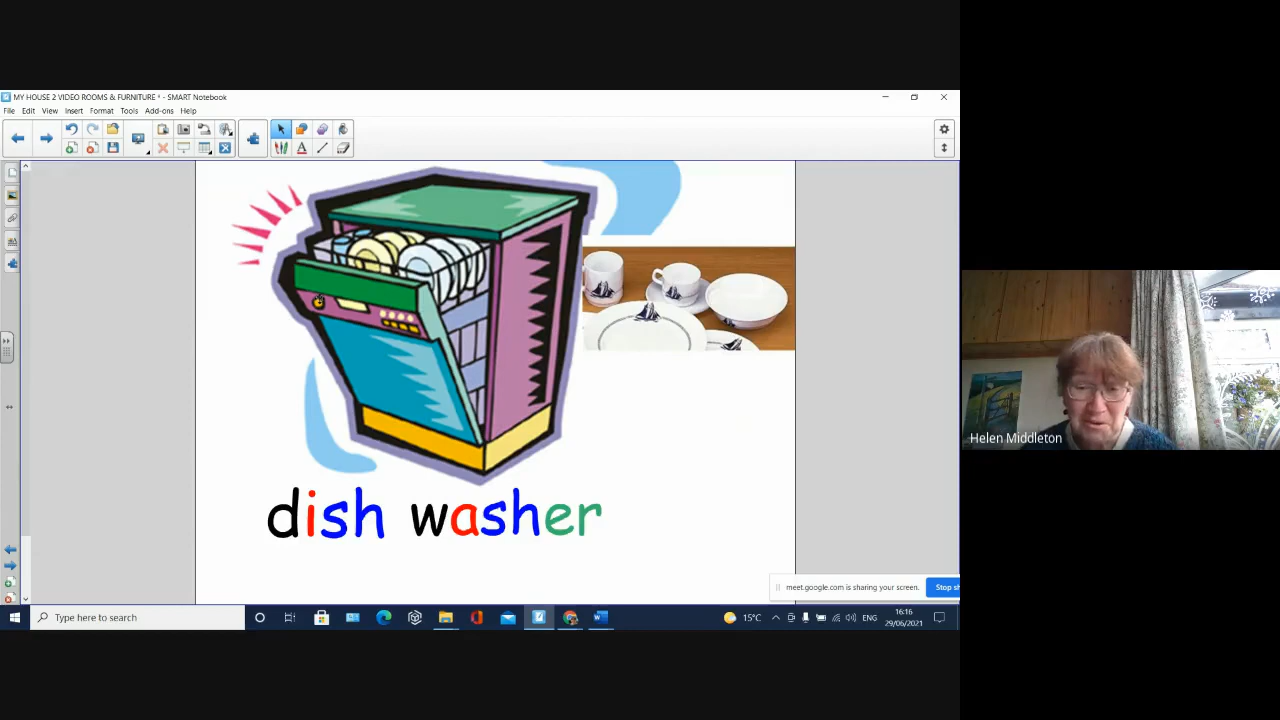 MY HOUSE 2 VIDEO ROOMS & FURNITURE * - SMART Notebook
File Edit View Insert Format Tools Add-ons Help
dish washer
Helen Middleton
meet.google.com is sharing your screen.
Stop sh
Type here to search
15°C
ENG
16:16
29/06/2021